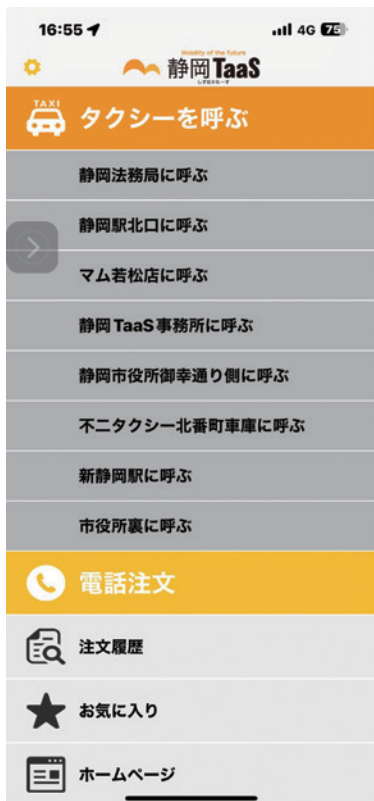 16:55
4G 75
Mobility of the Future
静岡TaaS
しずおかたーす
TAXI
タクシーを呼ぶ
静岡法務局に呼ぶ
静岡駅北口に呼ぶ
マム若松店に呼ぶ
静岡TaaS事務所に呼ぶ
静岡市役所御幸通り側に呼ぶ
不二タクシー北番町車庫に呼ぶ
新静岡駅に呼ぶ
市役所裏に呼ぶ
電話注文
注文履歴
お気に入り
ホームページ